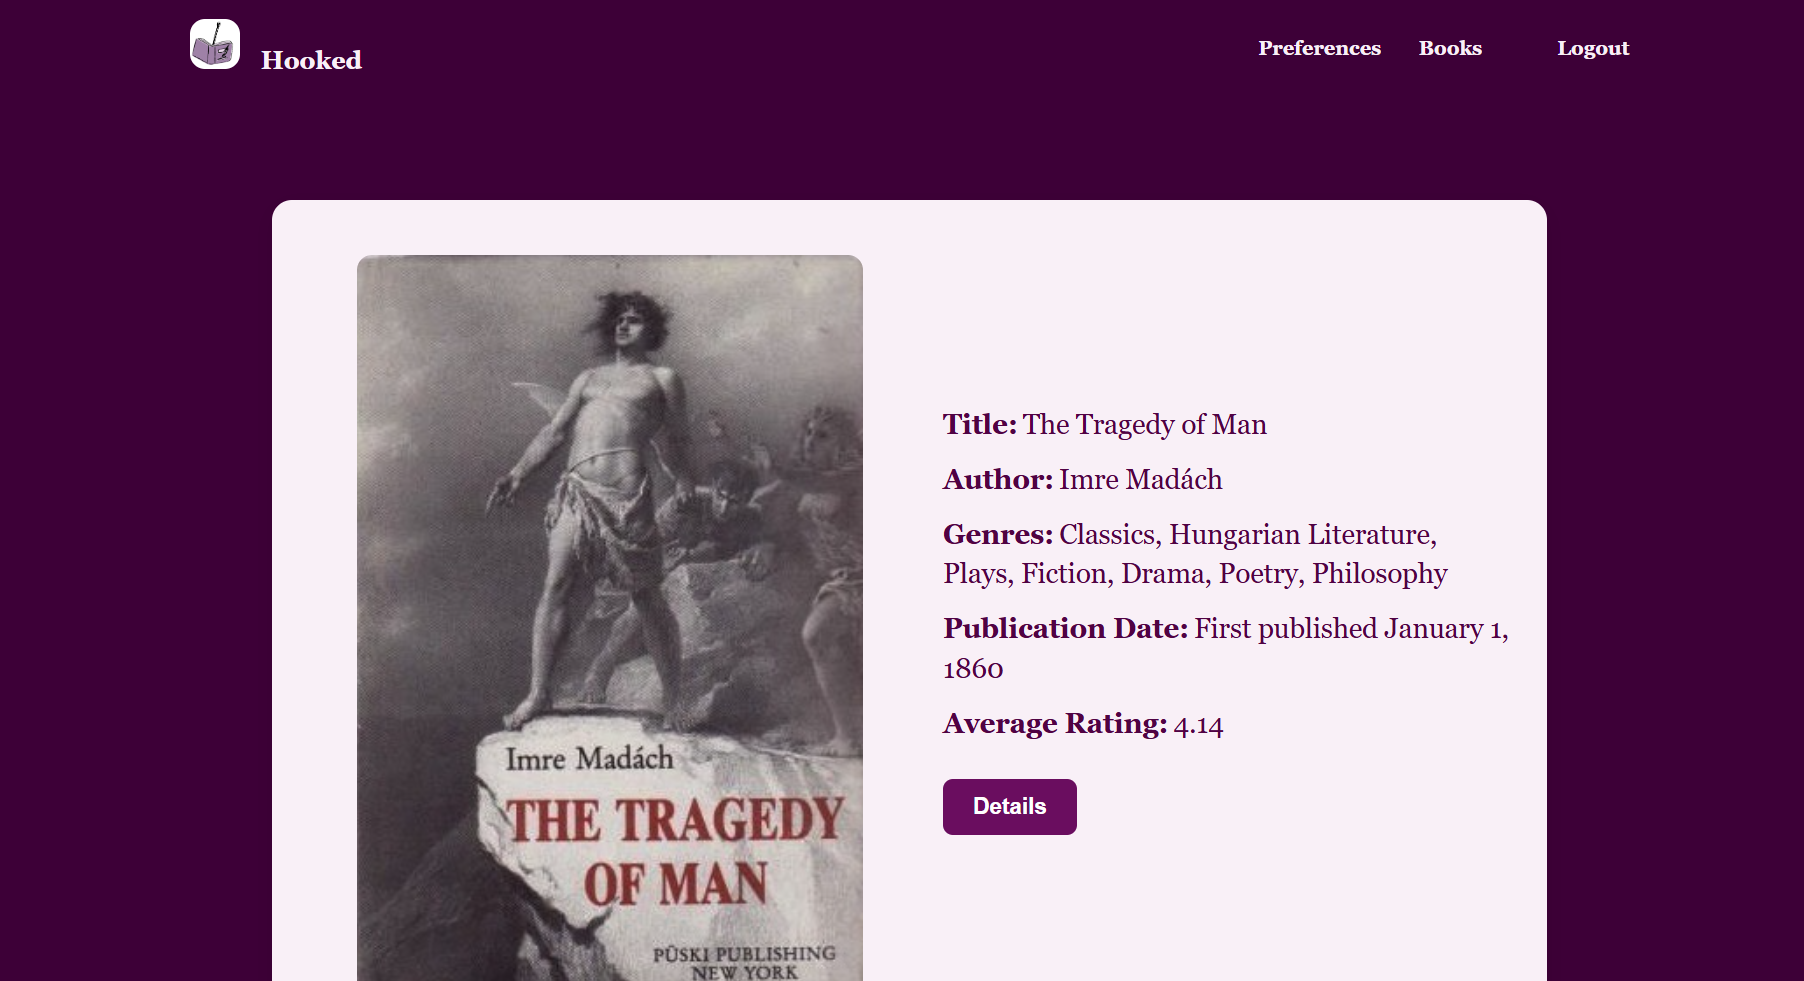 Hooked
Preferences Books Logout
Imre Madách
THE TRAGEDY
OF MAN
PÜSKI PUBLISHING
NEW YORK
Title: The Tragedy of Man
Author: Imre Madách
Genres: Classics, Hungarian Literature,
Plays, Fiction, Drama, Poetry, Philosophy
Publication Date: First published January 1,
1860
Average Rating: 4.14
Details